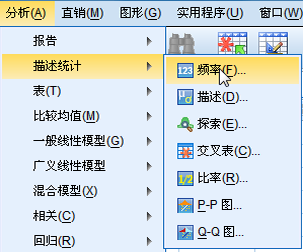 分析(A) 直销(M) 图形(G) 实用程序(U) 窗口(W)
报告
描述统计
表(T)
比较均值(M)
一般线性模型(G)
广义线性模型
混合模型(X)
相关(C)
回归(R)
频率(F)...
描述(D)...
探索(E)...
交叉表(C)...
比率(R)...
P-P 图...
Q-Q 图...